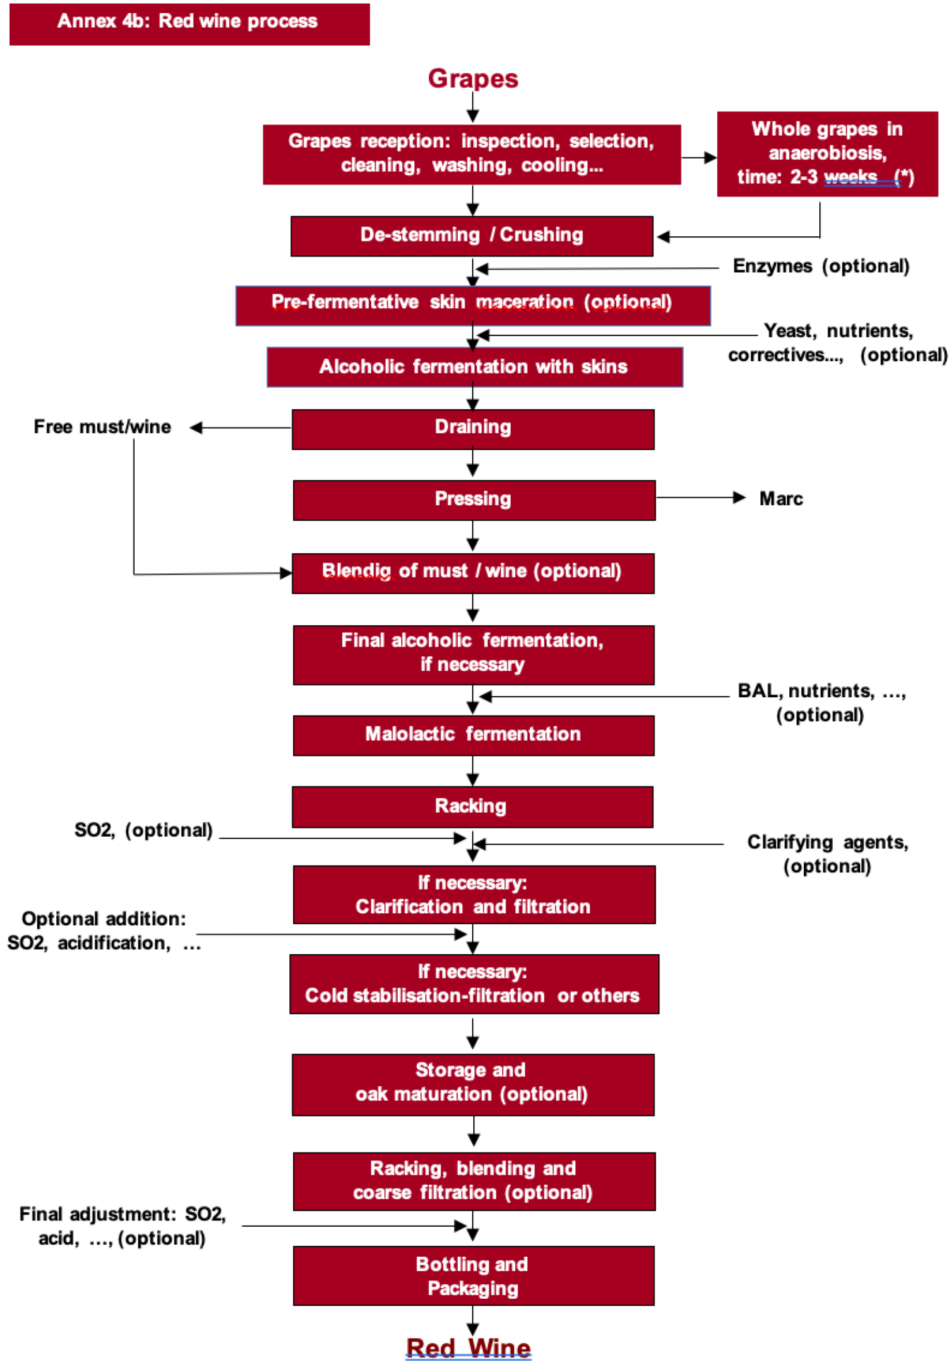 Annex 4b: Red wine process
Grapes
Grapes reception: inspection, selection,
cleaning, washing, cooling...
Whole grapes in
anaerobiosis,
time: 2-3 weeks (*)
De-stemming / Crushing
Enzymes (optional)
Pre-fermentative skin maceration (optional)
Yeast, nutrients,
correctives..., (optional)
Alcoholic fermentation with skins
Free must/wine
Draining
Pressing
Marc
Blendig of must / wine (optional)
Final alcoholic fermentation,
if necessary
BAL, nutrients, ...,
(optional)
Malolactic fermentation
Racking
SO2, (optional)
Clarifying agents,
(optional)
If necessary:
Clarification and filtration
Optional addition:
SO2, acidification, ...
If necessary:
Cold stabilisation-filtration or others
Storage and
oak maturation (optional)
Racking, blending and
coarse filtration (optional)
Final adjustment: SO2,
acid, ..., (optional)
Bottling and
Packaging
Red Wine